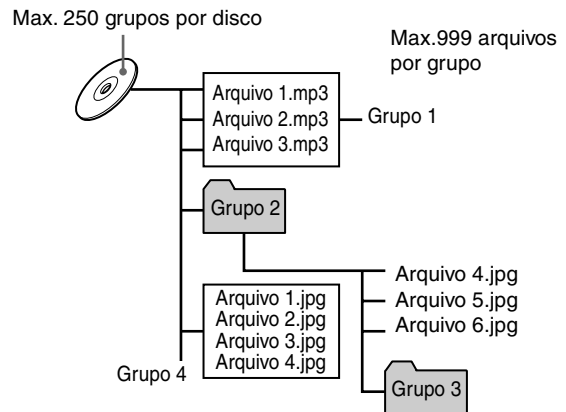 Max. 250 grupos por disco
Max.999 arquivos
por grupo
Arquivo 1.mp3
Arquivo 2.mp3
Arquivo 3.mp3
Grupo 1
Grupo 2
Arquivo 4.jpg
Arquivo 5.jpg
Arquivo 6.jpg
Arquivo 1.jpg
Arquivo 2.jpg
Arquivo 3.jpg
Arquivo 4.jpg
Grupo 4
Grupo 3